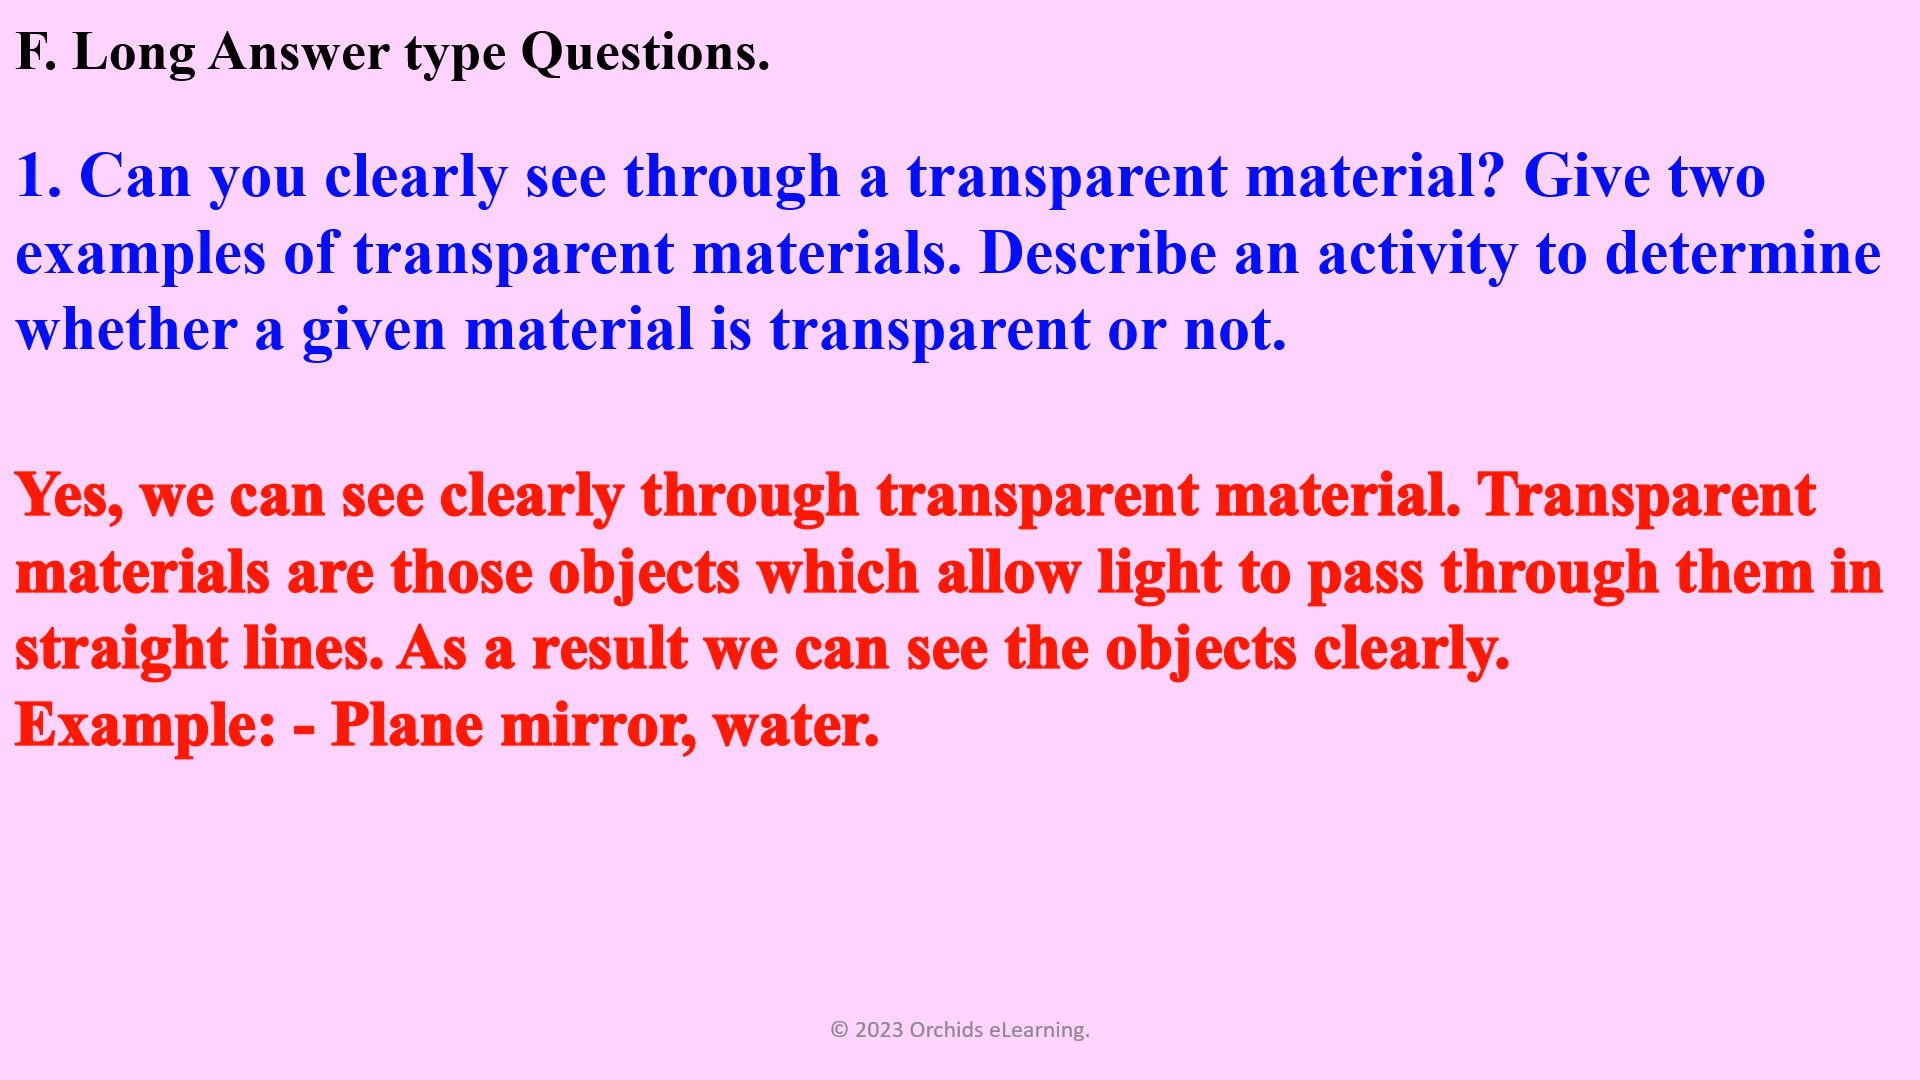 F. Long Answer type Questions.
1. Can you clearly see through a transparent material? Give two
examples of transparent materials. Describe an activity to determine
whether a given material is transparent or not.
Yes, we can see clearly through transparent material. Transparent
materials are those objects which allow light to pass through them in
straight lines. As a result we can see the objects clearly.
Example: - Plane mirror, water.
© 2023 Orchids eLearning.